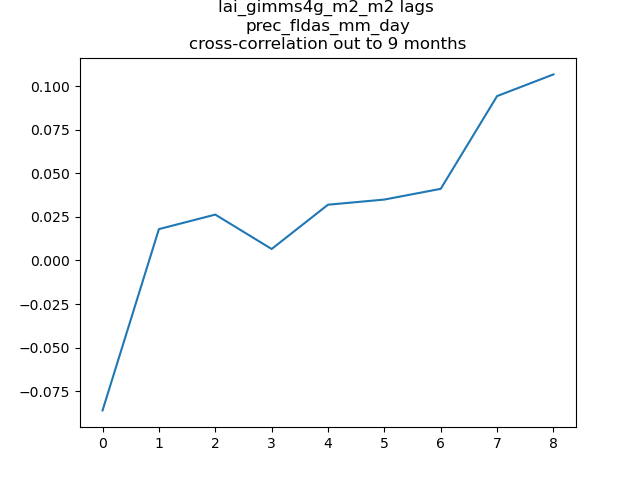 lai_gimms4g_m2_m2 lags
prec_fldas_mm_day
cross-correlation out to 9 months
0.100
0.075
0.050
0.025
0.000
−0.025
−0.050
−0.075
0 1 2 3 4 5 6 7 8